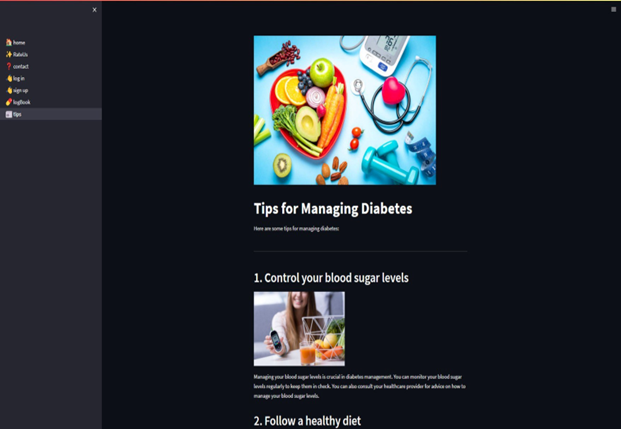 x
home
RateUs
contact
log in
sign up
logBook
tips
Tips for Managing Diabetes
Here are some tips for managing diabetes:
1. Control your blood sugar levels
Managing your blood sugar levels is crucial in diabetes management. You can monitor your blood sugar
levels regularly to keep them in check. You can also consult your healthcare provider for advice on how to
manage your blood sugar levels.
2. Follow a healthy diet